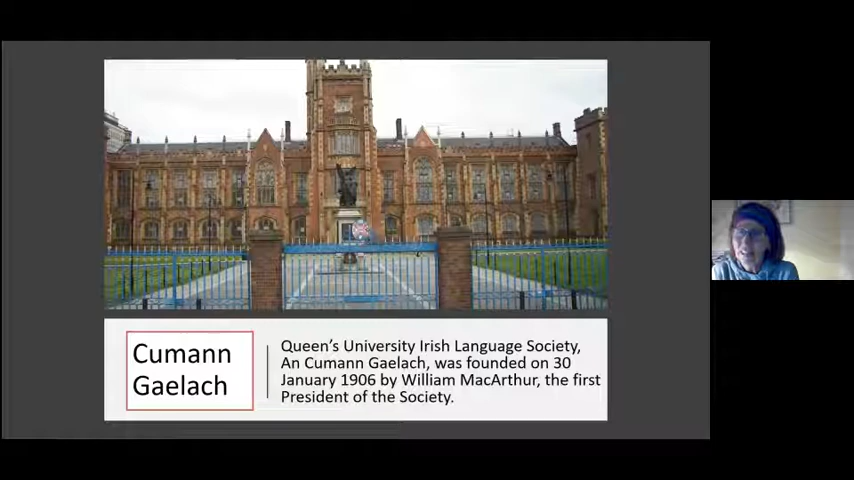 Cumann
Gaelach
Queen's University Irish Language Society,
An Cumann Gaelach, was founded on 30
January 1906 by William MacArthur, the first
President of the Society.